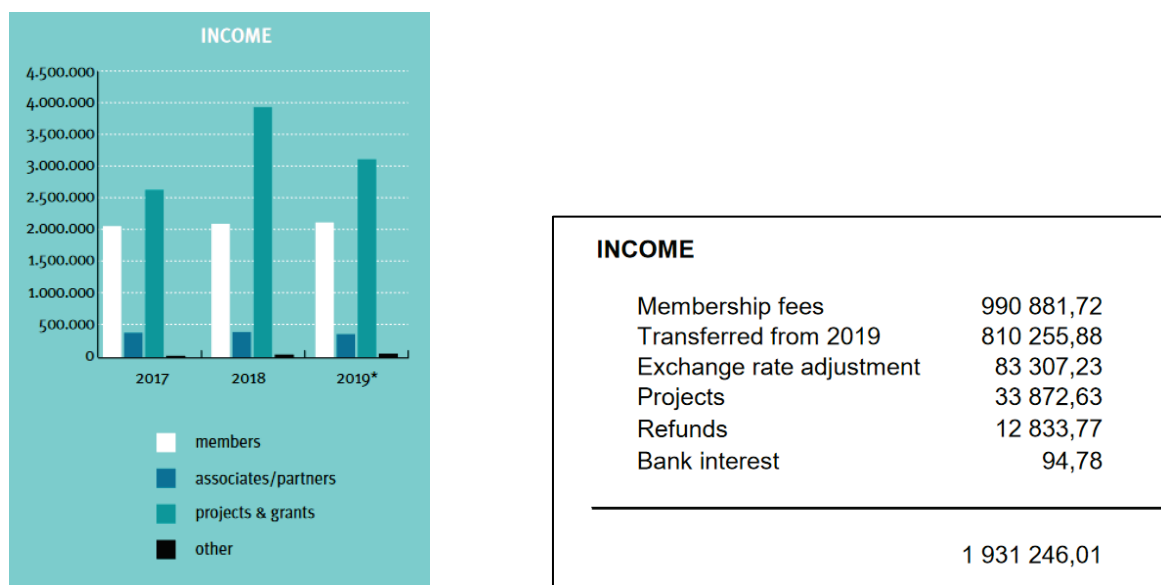 INCOME
4.500.000
4.000.000
3.500.000
3.000.000
2.500.000
2.000.000
1.500.000
1.000.000
500.000
0
2017 2018 2019*
members
associates/partners
projects & grants
other
INCOME
Membership fees 990 881,72
Transferred from 2019 810 255,88
Exchange rate adjustment 83 307,23
Projects 33 872,63
Refunds 12 833,77
Bank interest 94,78
1 931 246,01